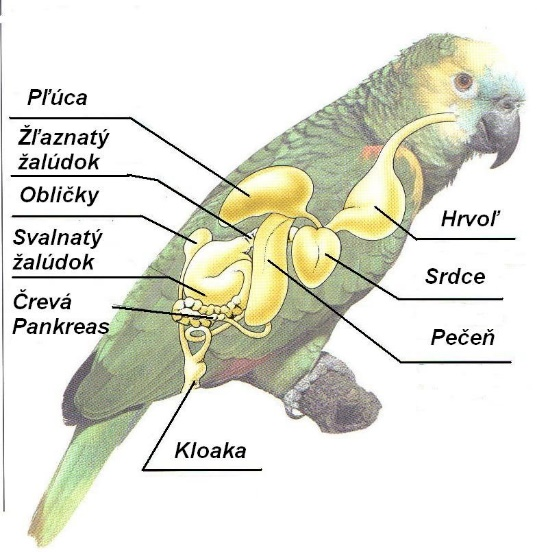 Pľúca
Žľaznatý
žalúdok
Obličky
Svalnatý
žalúdok
Črevá
Pankreas
Hrvoľ
Srdce
Pečeň
Kloaka